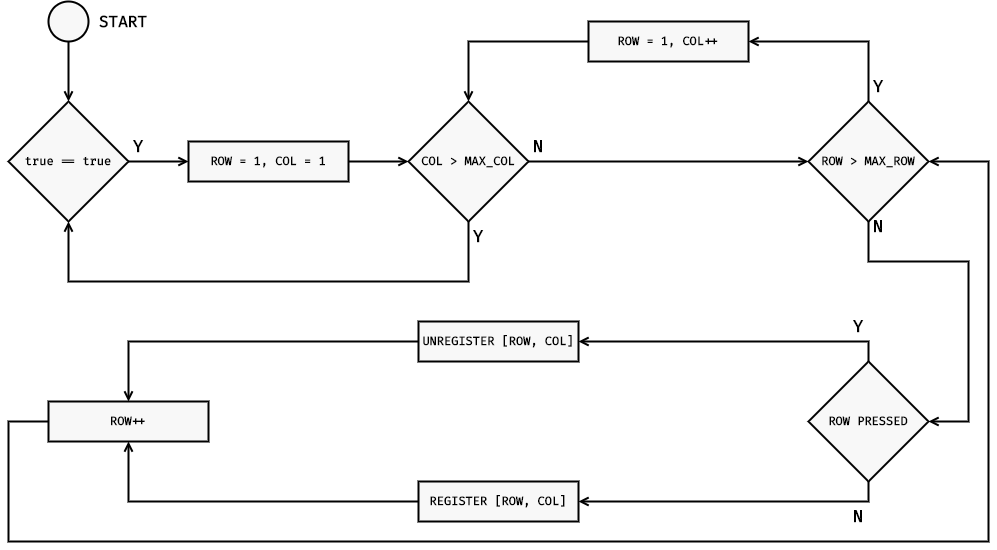 START
ROW = 1, COL++
Y
true == true
Y
ROW = 1, COL = 1
COL > MAX_COL
N
ROW > MAX_ROW
Y
N
UNREGISTER [ROW, COL]
Y
ROW++
ROW PRESSED
REGISTER [ROW, COL]
N